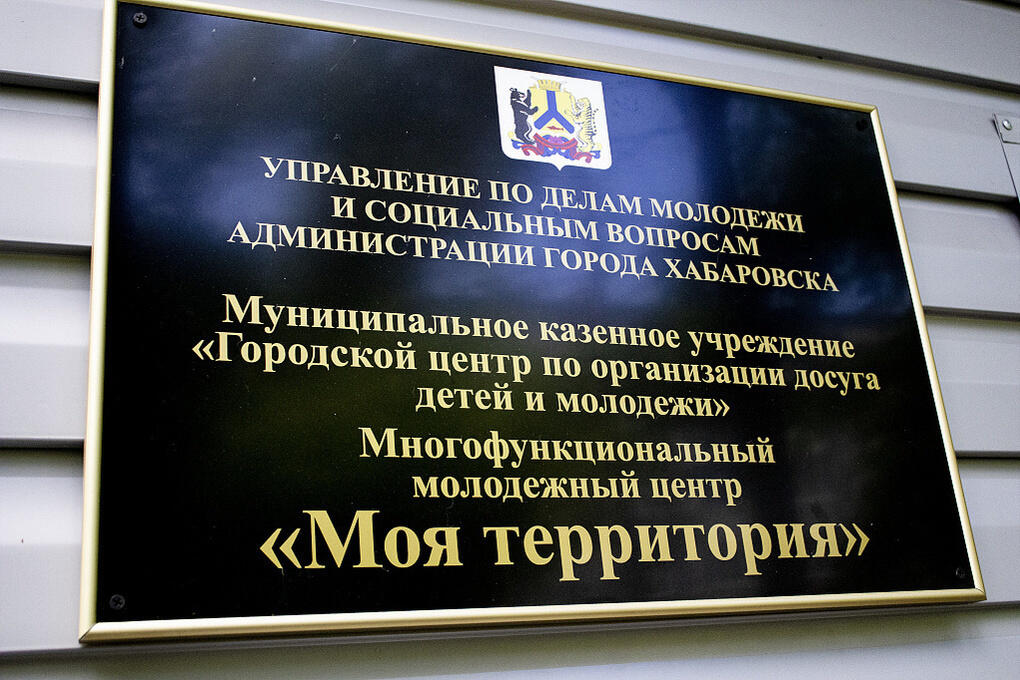 УПРАВЛЕНИЕ ПО ДЕЛАМ МОЛОДЕЖИ
И СОЦИАЛЬНЫМ ВОПРОСАМ
АДМИНИСТРАЦИИ ГОРОДА ХАБАРОВСКА
Муниципальное казенное учреждение
«Городской центр по организации досуга
детей и молодежи»
Многофункциональный
молодежный центр
«Моя территория»